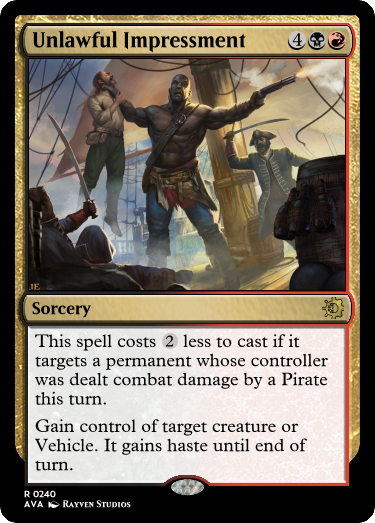 Unlawful Impressment 4
JE
Sorcery
This spell costs 2 less to cast if it
targets a permanent whose controller
was dealt combat damage by a Pirate
this turn.
Gain control of target creature or
Vehicle. It gains haste until end of
turn.
R 0240
AVA RAYVEN STUDIOS